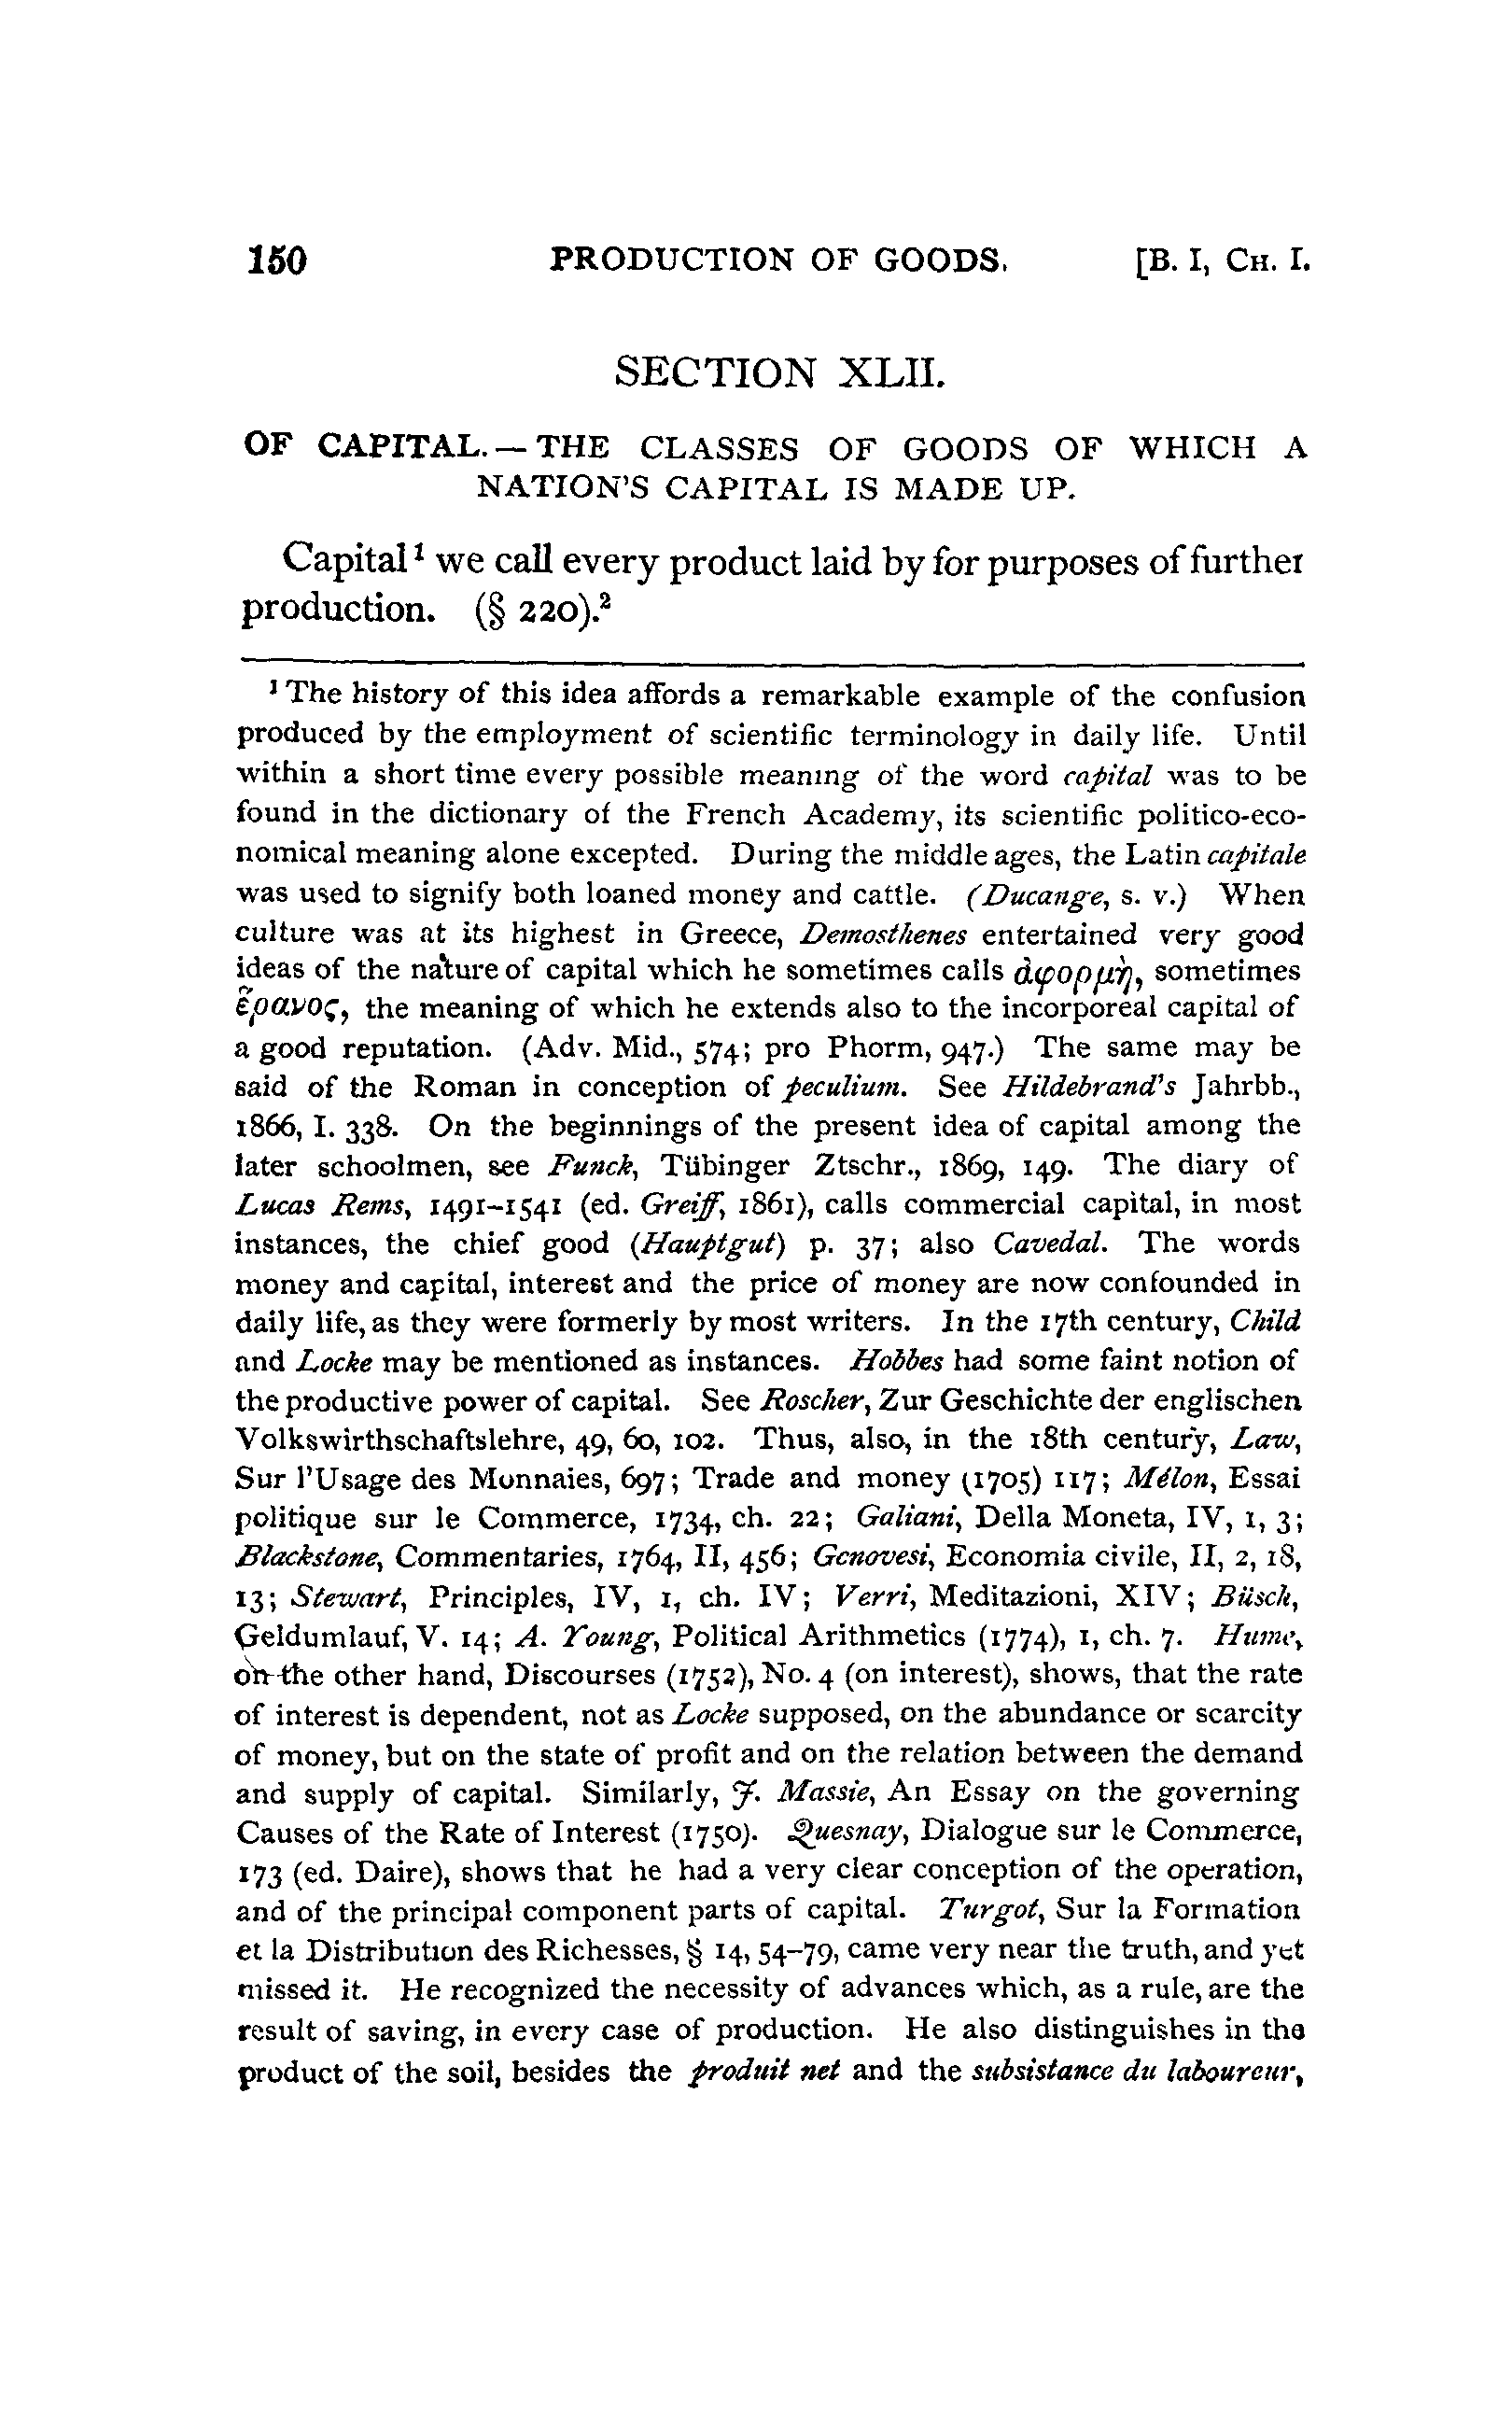 150 PRODUCTION OF GOODS. [B. I, CH. I.
SECTION XLII.
OF CAPITAL. — THE CLASSES OF GOODS OF WHICH A
NATION'S CAPITAL IS MADE UP.
Capital¹ we call every product laid by for purposes of further
production. (§ 220).²
¹ The history of this idea affords a remarkable example of the confusion
produced by the employment of scientific terminology in daily life. Until
within a short time every possible meaning of the word capital was to be
found in the dictionary of the French Academy, its scientific politico-eco-
nomical meaning alone excepted. During the middle ages, the Latin capitale
was used to signify both loaned money and cattle. (Ducange, s. v.) When
culture was at its highest in Greece, Demosthenes entertained very good
ideas of the nature of capital which he sometimes calls ἀφορμὴ, sometimes
ἔρανος, the meaning of which he extends also to the incorporeal capital of
a good reputation. (Adv. Mid., 574; pro Phorm, 947.) The same may be
said of the Roman in conception of peculium. See Hildebrand's Jahrbb.,
1866, I. 338. On the beginnings of the present idea of capital among the
later schoolmen, see Funck, Tübinger Ztschr., 1869, 149. The diary of
Lucas Rems, 1491–1541 (ed. Greiff, 1861), calls commercial capital, in most
instances, the chief good (Hauptgut) p. 37; also Cavedal. The words
money and capital, interest and the price of money are now confounded in
daily life, as they were formerly by most writers. In the 17th century, Child
and Locke may be mentioned as instances. Hobbes had some faint notion of
the productive power of capital. See Roscher, Zur Geschichte der englischen
Volkswirthschaftslehre, 49, 60, 102. Thus, also, in the 18th century, Law,
Sur l'Usage des Monnaies, 697; Trade and money (1705) 117; Mélon, Essai
politique sur le Commerce, 1734, ch. 22; Galiani, Della Moneta, IV, 1, 3;
Blackstone, Commentaries, 1764, II, 456; Genovesi, Economia civile, II, 2, 18,
13; Stewart, Principles, IV, 1, ch. IV; Verri, Meditazioni, XIV; Büsch,
Geldumlauf, V. 14; A. Young, Political Arithmetics (1774), 1, ch. 7. Hume,
on the other hand, Discourses (1752), No. 4 (on interest), shows, that the rate
of interest is dependent, not as Locke supposed, on the abundance or scarcity
of money, but on the state of profit and on the relation between the demand
and supply of capital. Similarly, J. Massie, An Essay on the governing
Causes of the Rate of Interest (1750). Quesnay, Dialogue sur le Commerce,
173 (ed. Daire), shows that he had a very clear conception of the operation,
and of the principal component parts of capital. Turgot, Sur la Formation
et la Distribution des Richesses, § 14, 54–79, came very near the truth, and yet
missed it. He recognized the necessity of advances which, as a rule, are the
result of saving, in every case of production. He also distinguishes in the
product of the soil, besides the produit net and the subsistance du laboureur,